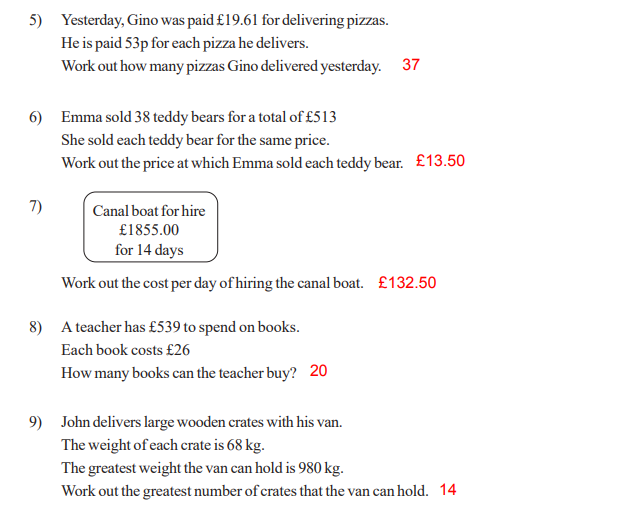 5) Yesterday, Gino was paid £19.61 for delivering pizzas.
He is paid 53p for each pizza he delivers.
Work out how many pizzas Gino delivered yesterday. 37
6) Emma sold 38 teddy bears for a total of £513
She sold each teddy bear for the same price.
Work out the price at which Emma sold each teddy bear. £13.50
7) Canal boat for hire
£1855.00
for 14 days
Work out the cost per day of hiring the canal boat. £132.50
8) A teacher has £539 to spend on books.
Each book costs £26
How many books can the teacher buy? 20
9) John delivers large wooden crates with his van.
The weight of each crate is 68 kg.
The greatest weight the van can hold is 980 kg.
Work out the greatest number of crates that the van can hold. 14